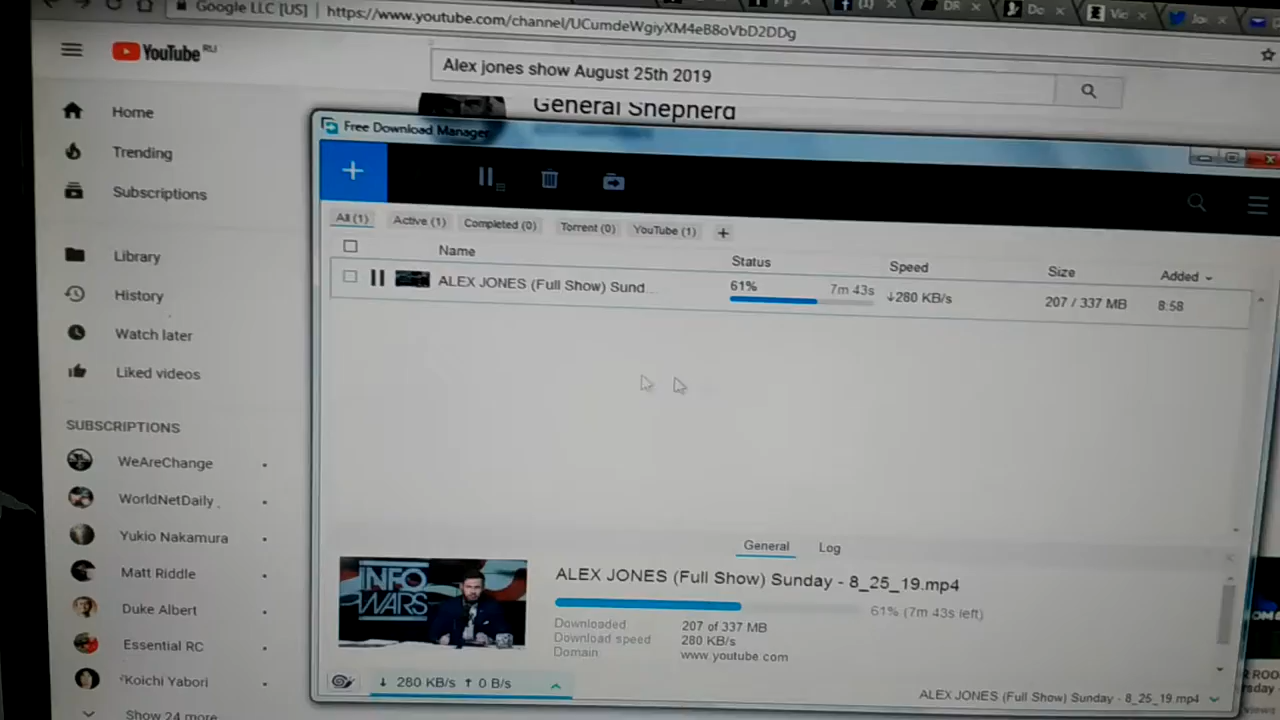 Google LLC [US] | https://www.youtube.com/channel/UCumdeWgiyXM4eB8oVbD2DDg
YouTube RU
Alex jones show August 25th 2019
General Shepherd
Home
Trending
Subscriptions
Library
History
Watch later
Liked videos
SUBSCRIPTIONS
WeAreChange
WorldNetDaily
Yukio Nakamura
Matt Riddle
Duke Albert
Essential RC
Koichi Yabori
Show 24 more
Free Download Manager
All (1) Active (1) Completed (0) Torrent (0) YouTube (1) +
Name Status Speed Size Added
ALEX JONES (Full Show) Sund... 61% 7m 43s ↓280 KB/s 207 / 337 MB 8:58
General Log
INFO
WARS
ALEX JONES (Full Show) Sunday - 8_25_19.mp4
61% (7m 43s left)
Downloaded 207 of 337 MB
Download speed 280 KB/s
Domain www.youtube.com
↓ 280 KB/s ↑ 0 B/s
ALEX JONES (Full Show) Sunday - 8_25_19.mp4